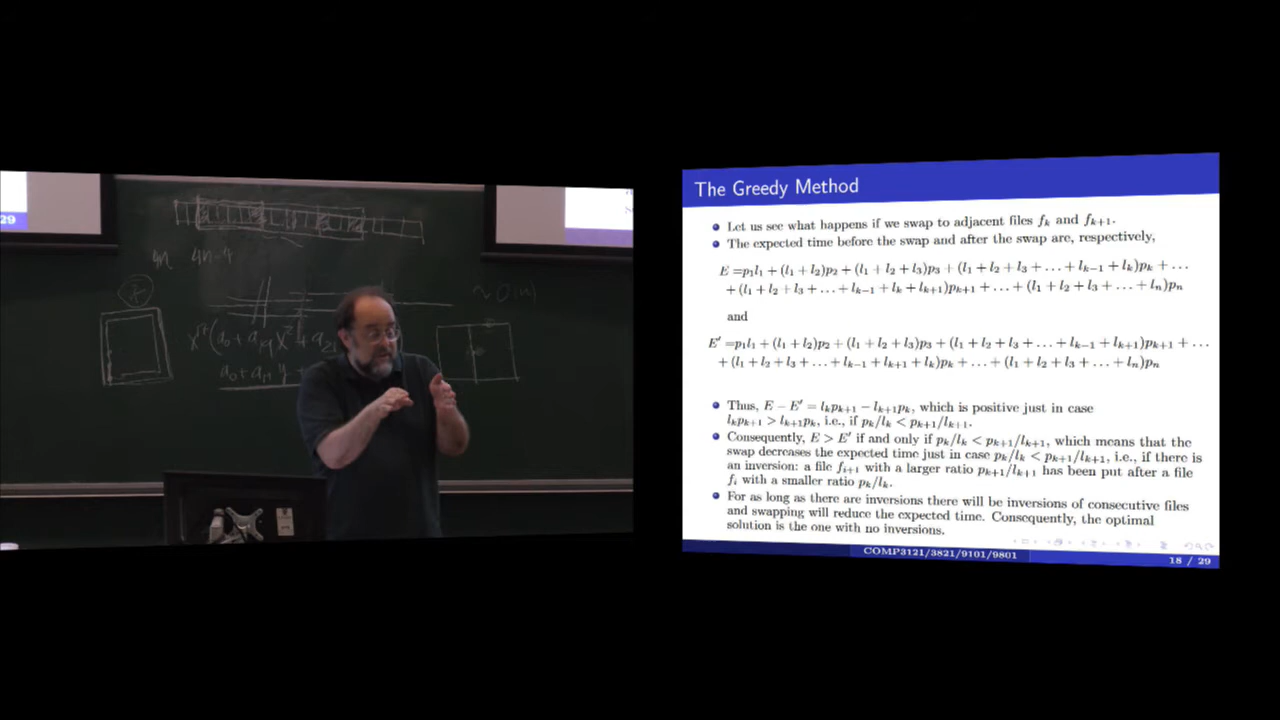 29
4n 4n-4
~ O(n)
The Greedy Method
Let us see what happens if we swap to adjacent files f_k and f_{k+1}.
The expected time before the swap and after the swap are, respectively,
E = p_1l_1 + (l_1 + l_2)p_2 + (l_1 + l_2 + l_3)p_3 + (l_1 + l_2 + l_3 + … + l_{k−1} + l_k)p_k + …
+ (l_1 + l_2 + l_3 + … + l_{k−1} + l_k + l_{k+1})p_{k+1} + … + (l_1 + l_2 + l_3 + … + l_n)p_n
and
E′ = p_1l_1 + (l_1 + l_2)p_2 + (l_1 + l_2 + l_3)p_3 + (l_1 + l_2 + l_3 + … + l_{k−1} + l_{k+1})p_{k+1} + …
+ (l_1 + l_2 + l_3 + … + l_{k−1} + l_{k+1} + l_k)p_k + … + (l_1 + l_2 + l_3 + … + l_n)p_n
Thus, E − E′ = l_kp_{k+1} − l_{k+1}p_k, which is positive just in case
l_kp_{k+1} > l_{k+1}p_k, i.e., if p_k/l_k < p_{k+1}/l_{k+1}.
Consequently, E > E′ if and only if p_k/l_k < p_{k+1}/l_{k+1}, which means that the
swap decreases the expected time just in case p_k/l_k < p_{k+1}/l_{k+1}, i.e., if there is
an inversion: a file f_{i+1} with a larger ratio p_{k+1}/l_{k+1} has been put after a file
f_i with a smaller ratio p_k/l_k.
For as long as there are inversions there will be inversions of consecutive files
and swapping will reduce the expected time. Consequently, the optimal
solution is the one with no inversions.
COMP3121/3821/9101/9801
18 / 29